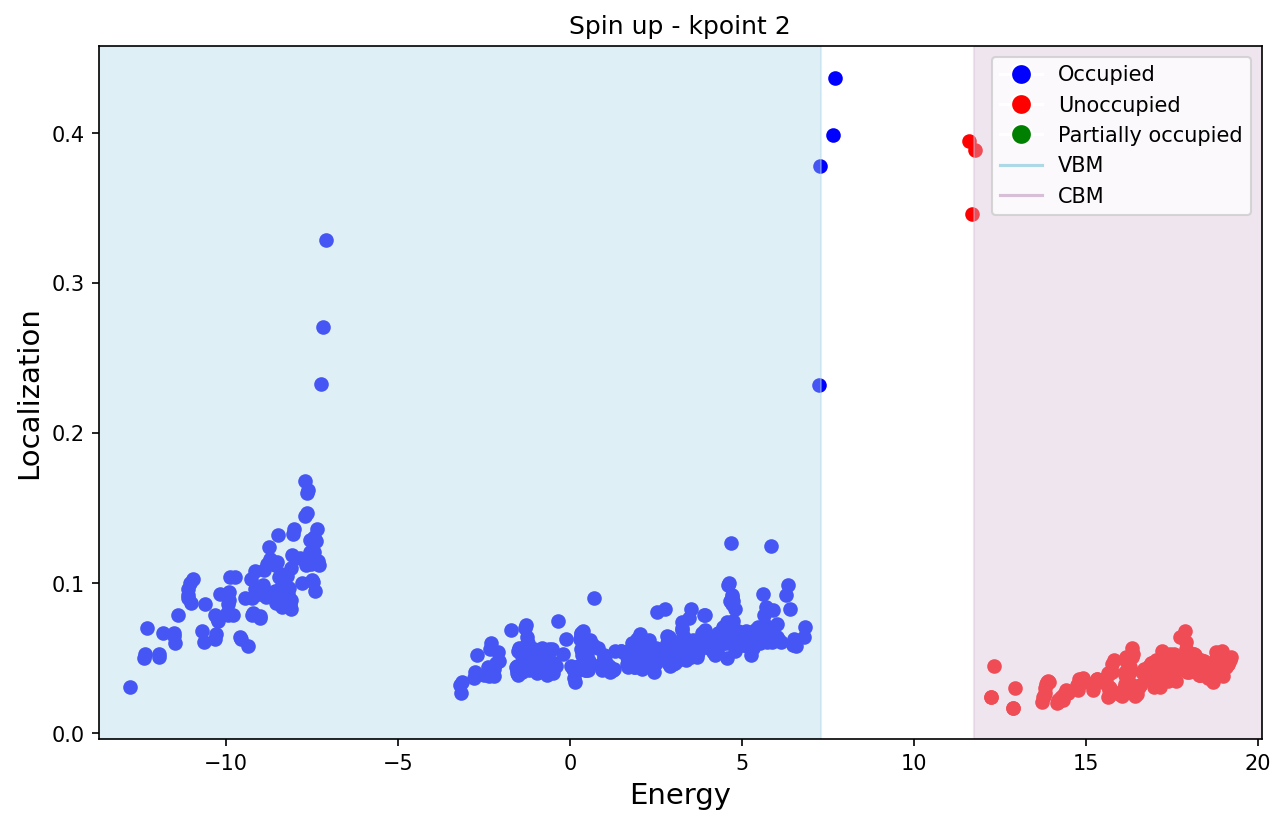 Spin up - kpoint 2
Localization
0.4
0.3
0.2
0.1
0.0
Occupied
Unoccupied
Partially occupied
VBM
CBM
−10
−5
0
5
10
15
20
Energy